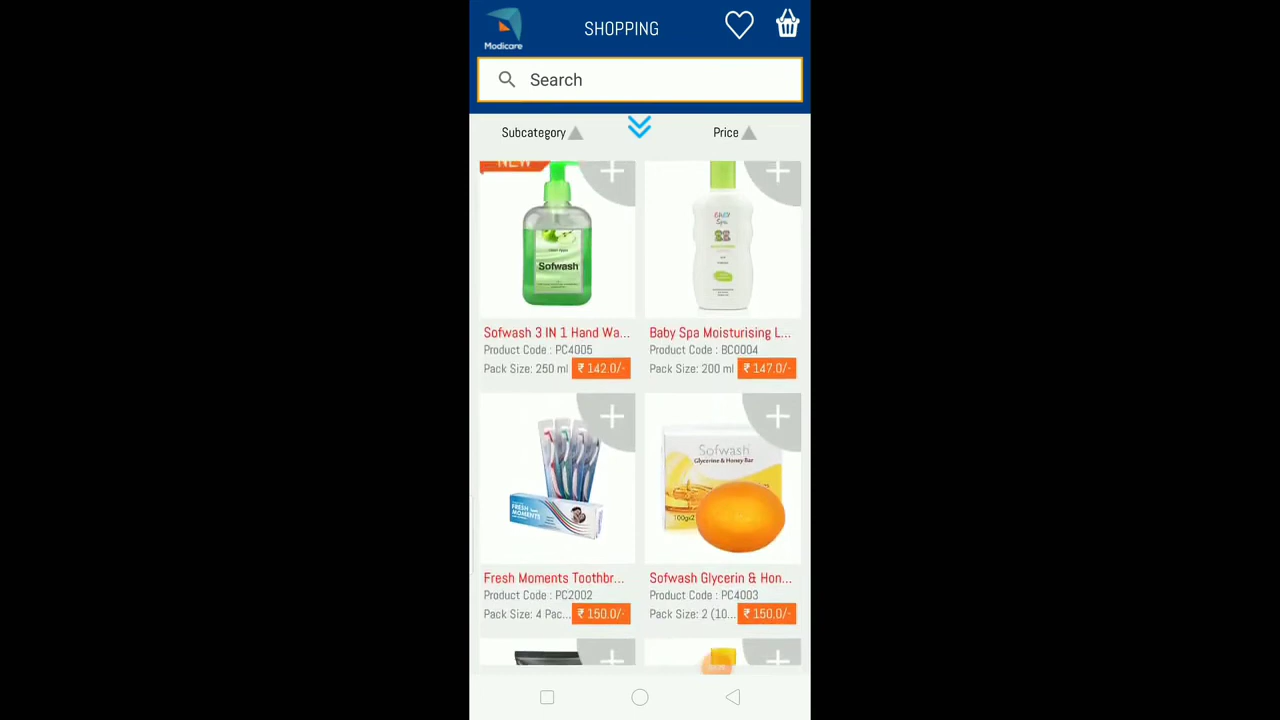 Modicare
SHOPPING
Search
Subcategory
Price
NEW
Sofwash
BABY
Spa
Sofwash 3 IN 1 Hand Wa...
Baby Spa Moisturising L...
Product Code : PC4005
Product Code : BC0004
Pack Size: 250 ml ₹ 142.0/-
Pack Size: 200 ml ₹ 147.0/-
Sofwash
Glycerine & Honey Bar
FRESH
MOMENTS
100gx2
Fresh Moments Toothbr...
Sofwash Glycerin & Hon...
Product Code : PC2002
Product Code : PC4003
Pack Size: 4 Pac... ₹ 150.0/-
Pack Size: 2 (10... ₹ 150.0/-